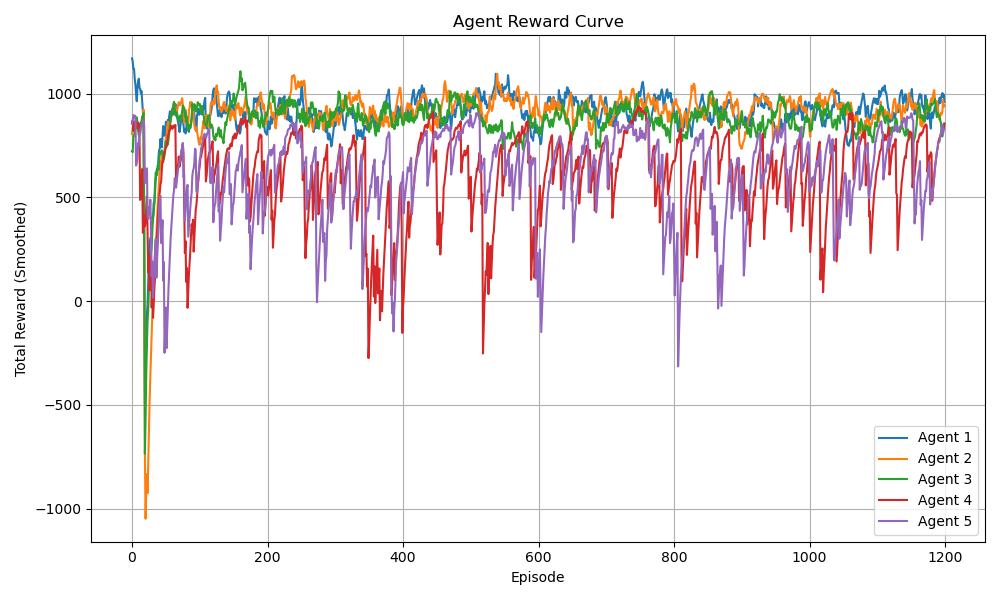 Agent Reward Curve
Total Reward (Smoothed)
1000
500
0
−500
−1000
0 200 400 600 800 1000 1200
Episode
Agent 1
Agent 2
Agent 3
Agent 4
Agent 5